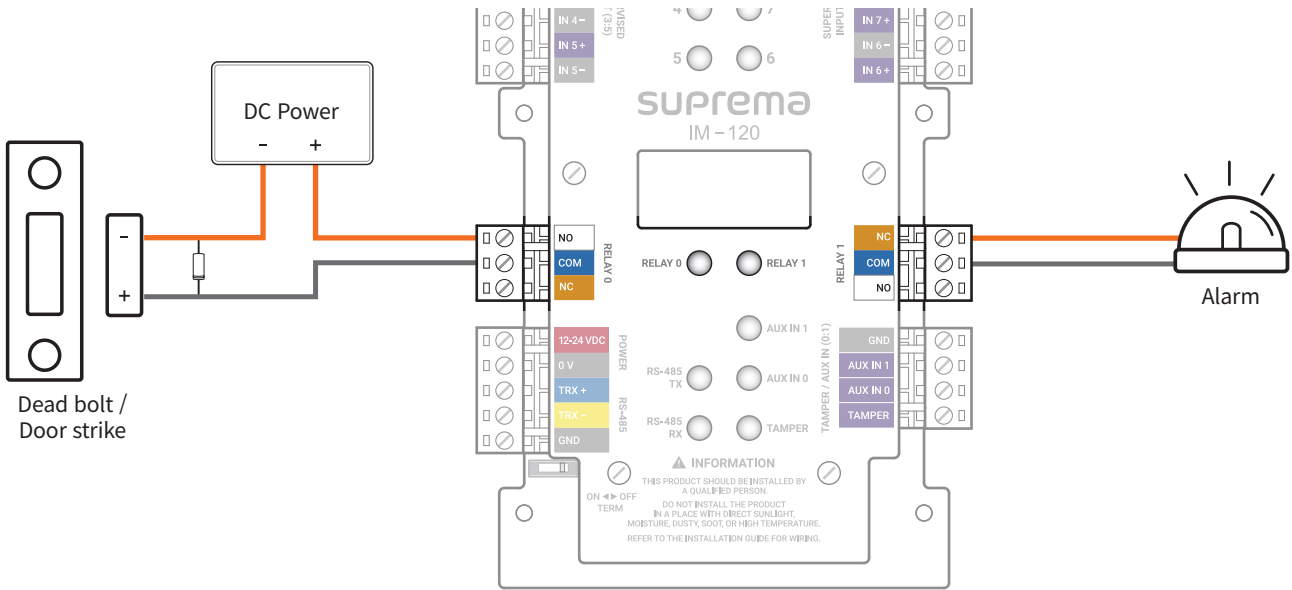 IN 4 –
IN 5 +
IN 5 –
VISED
T (3:5)
4
7
5
6
SUPER
INPUT
IN 7 +
IN 6 –
IN 6 +
suprema
IM – 120
DC Power
– +
–
+
Dead bolt /
Door strike
NO
COM
NC
RELAY 0
RELAY 0
RELAY 1
RELAY 1
NC
COM
NO
Alarm
12-24 VDC
0 V
TRX +
TRX –
GND
POWER
RS-485
AUX IN 1
RS-485
TX
AUX IN 0
RS-485
RX
TAMPER
TAMPER / AUX IN (0:1)
GND
AUX IN 1
AUX IN 0
TAMPER
INFORMATION
THIS PRODUCT SHOULD BE INSTALLED BY
A QUALIFIED PERSON.
DO NOT INSTALL THE PRODUCT
IN A PLACE WITH DIRECT SUNLIGHT,
MOISTURE, DUSTY, SOOT, OR HIGH TEMPERATURE.
REFER TO THE INSTALLATION GUIDE FOR WIRING.
ON ◀▶ OFF
TERM